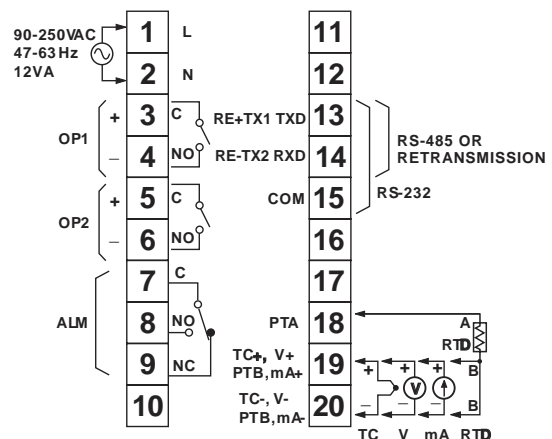 90-250VAC
47-63Hz
12VA
1 L
2 N
OP1
+ 3 C
− 4 NO
OP2
+ 5 C
− 6 NO
ALM
7 C
8 NO
9 NC
10
11
12
RE+TX1 TXD 13
RE-TX2 RXD 14
COM 15
RS-485 OR
RETRANSMISSION
RS-232
16
17
PTA 18
A
RTD
TC+, V+
PTB,mA+
19
+ + + B
V
TC-, V-
PTB,mA-
20
− − − B
TC V mA RTD